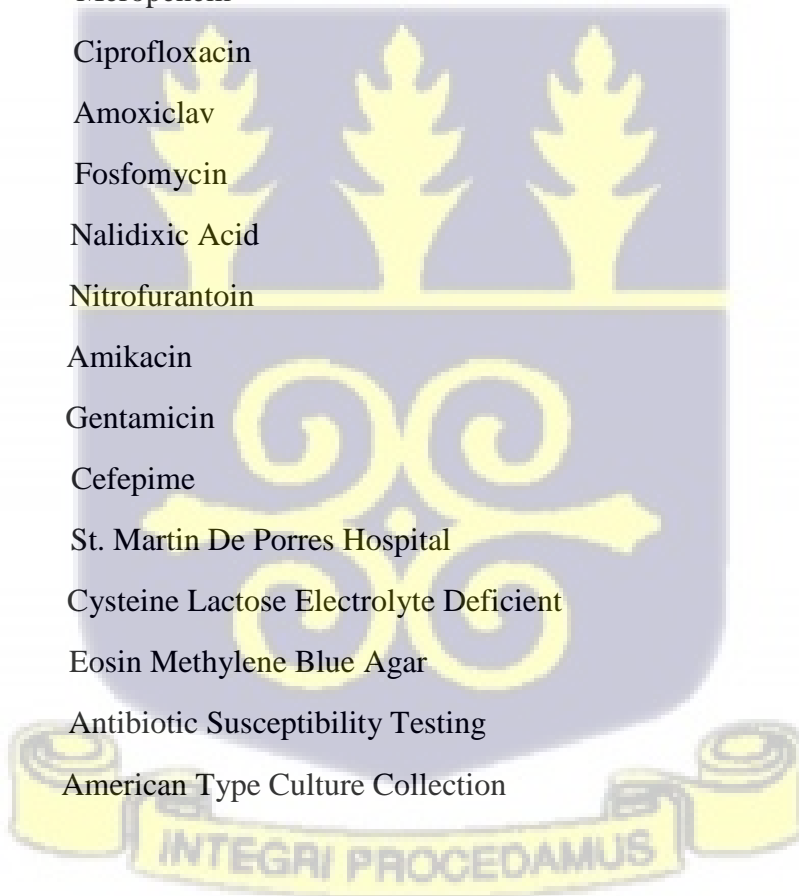 Ciprofloxacin
Amoxiclav
Fosfomycin
Nalidixic Acid
Nitrofurantoin
Amikacin
Gentamicin
Cefepime
St. Martin De Porres Hospital
Cysteine Lactose Electrolyte Deficient
Eosin Methylene Blue Agar
Antibiotic Susceptibility Testing
American Type Culture Collection
INTEGRI PROCEDAMUS